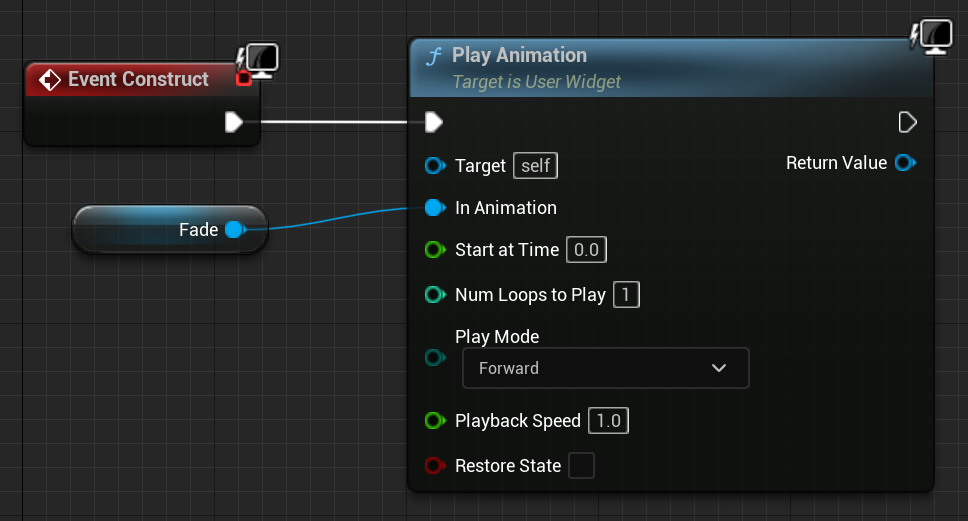 Event Construct
Play Animation
Target is User Widget
Target self
Return Value
Fade
In Animation
Start at Time 0.0
Num Loops to Play 1
Play Mode
Forward
Playback Speed 1.0
Restore State